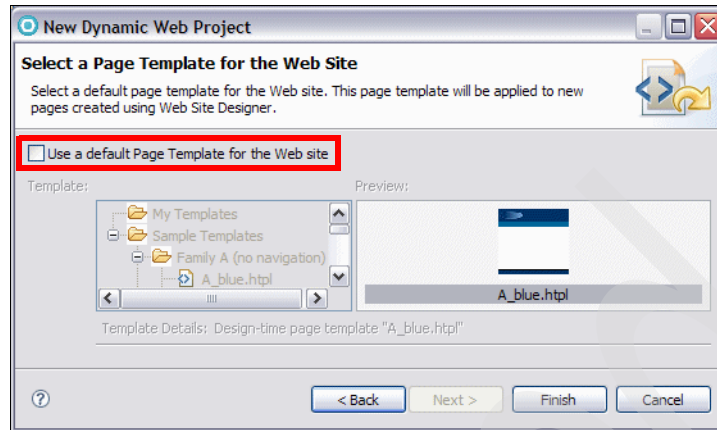 New Dynamic Web Project
Select a Page Template for the Web Site
Select a default page template for the Web site. This page template will be applied to new
pages created using Web Site Designer.
Use a default Page Template for the Web site
Template:
Preview:
My Templates
Sample Templates
Family A (no navigation)
A_blue.htpl
A_blue.htpl
Template Details: Design-time page template "A_blue.htpl"
< Back
Next >
Finish
Cancel